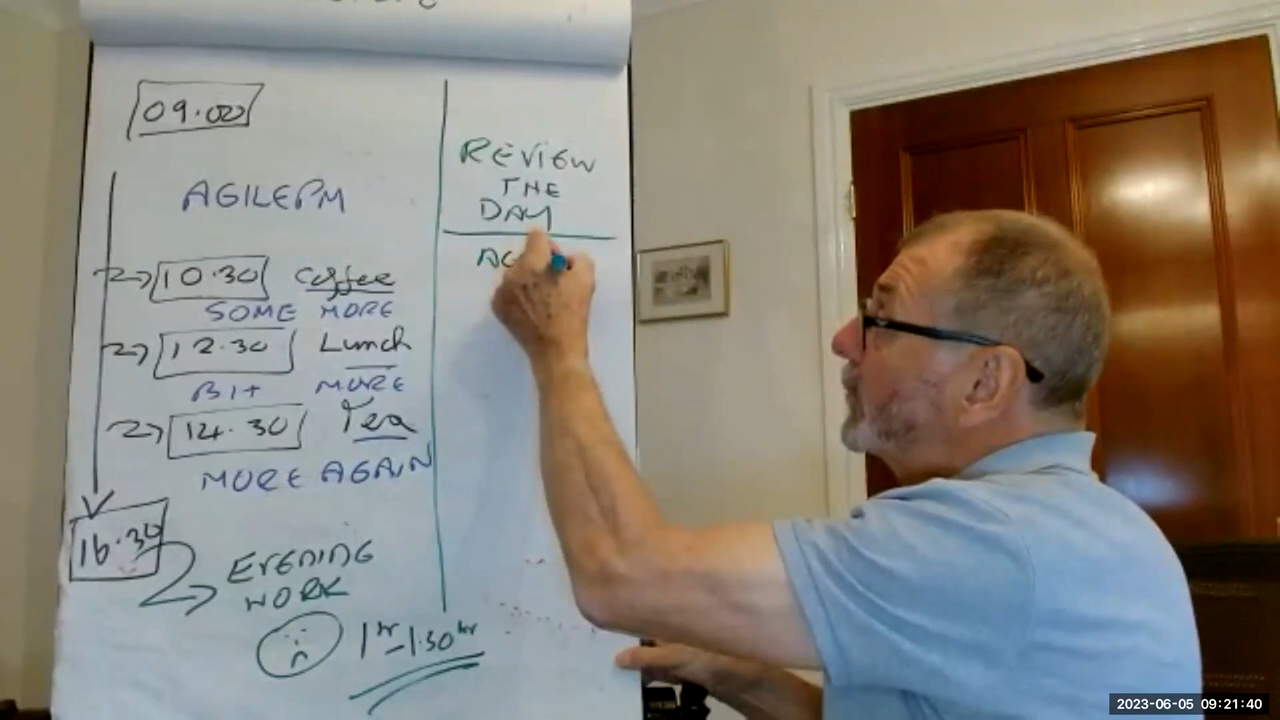 09.00
AGILEPM
10.30 Coffee
SOME MORE
12.30 Lunch
BIT MORE
14.30 Tea
MORE AGAIN
16.30
EVENING
WORK
1hr-1.30hr
REVIEW
THE
DAY
2023-06-05 09:21:40